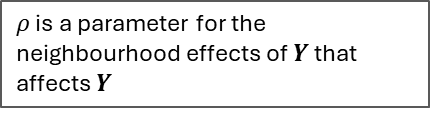 ρ is a parameter for the
neighbourhood effects of Y that
affects Y